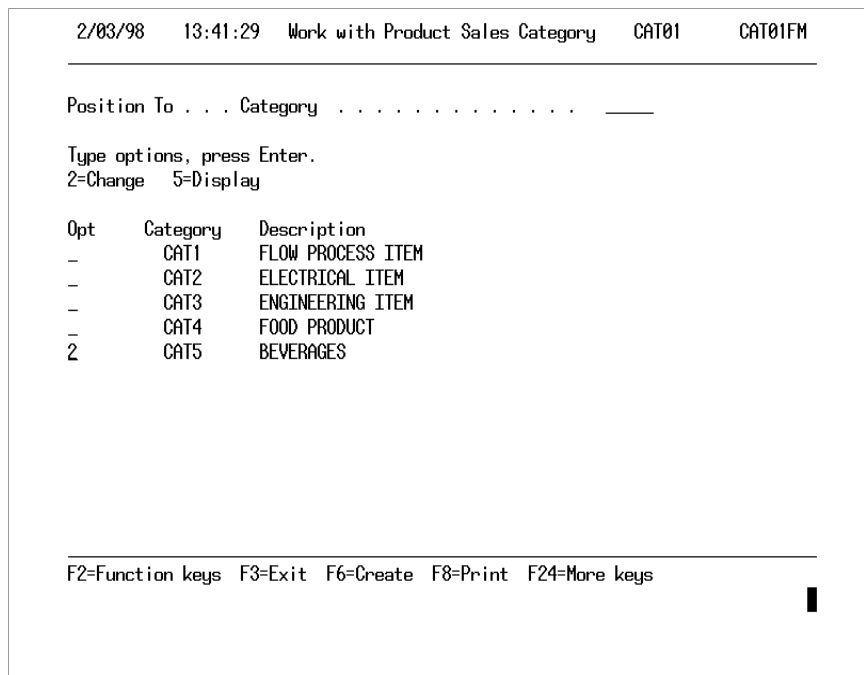 2/03/98 13:41:29 Work with Product Sales Category CAT01 CAT01FM
Position To . . . Category . . . . . . . . . . . . . ____
Type options, press Enter.
2=Change 5=Display
Opt Category Description
_ CAT1 FLOW PROCESS ITEM
_ CAT2 ELECTRICAL ITEM
_ CAT3 ENGINEERING ITEM
_ CAT4 FOOD PRODUCT
2 CAT5 BEVERAGES
F2=Function keys F3=Exit F6=Create F8=Print F24=More keys